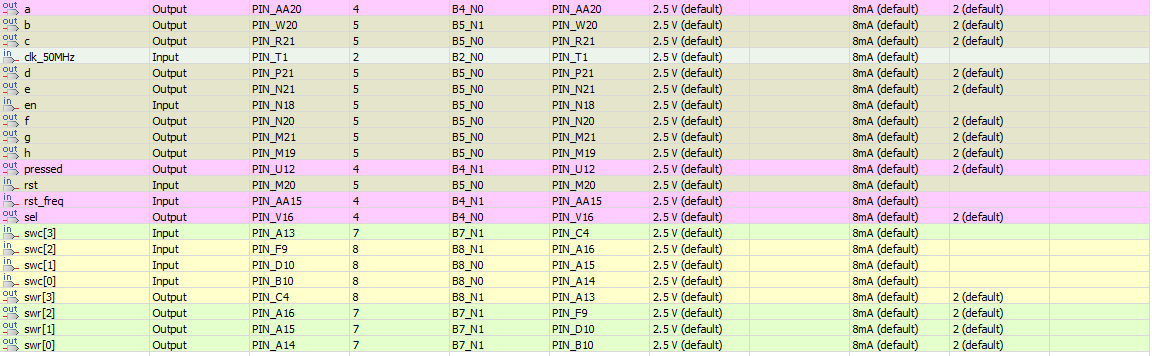 out a Output PIN_AA20 4 B4_N0 PIN_AA20 2.5 V (default) 8mA (default) 2 (default)
out b Output PIN_W20 5 B5_N1 PIN_W20 2.5 V (default) 8mA (default) 2 (default)
out c Output PIN_R21 5 B5_N0 PIN_R21 2.5 V (default) 8mA (default) 2 (default)
in clk_50MHz Input PIN_T1 2 B2_N0 PIN_T1 2.5 V (default) 8mA (default)
out d Output PIN_P21 5 B5_N0 PIN_P21 2.5 V (default) 8mA (default) 2 (default)
out e Output PIN_N21 5 B5_N0 PIN_N21 2.5 V (default) 8mA (default) 2 (default)
in en Input PIN_N18 5 B5_N0 PIN_N18 2.5 V (default) 8mA (default)
out f Output PIN_N20 5 B5_N0 PIN_N20 2.5 V (default) 8mA (default) 2 (default)
out g Output PIN_M21 5 B5_N0 PIN_M21 2.5 V (default) 8mA (default) 2 (default)
out h Output PIN_M19 5 B5_N0 PIN_M19 2.5 V (default) 8mA (default) 2 (default)
out pressed Output PIN_U12 4 B4_N1 PIN_U12 2.5 V (default) 8mA (default) 2 (default)
in rst Input PIN_M20 5 B5_N0 PIN_M20 2.5 V (default) 8mA (default)
in rst_freq Input PIN_AA15 4 B4_N1 PIN_AA15 2.5 V (default) 8mA (default)
out sel Output PIN_V16 4 B4_N0 PIN_V16 2.5 V (default) 8mA (default) 2 (default)
in swc[3] Input PIN_A13 7 B7_N1 PIN_C4 2.5 V (default) 8mA (default)
in swc[2] Input PIN_F9 8 B8_N1 PIN_A16 2.5 V (default) 8mA (default)
in swc[1] Input PIN_D10 8 B8_N0 PIN_A15 2.5 V (default) 8mA (default)
in swc[0] Input PIN_B10 8 B8_N0 PIN_A14 2.5 V (default) 8mA (default)
out swr[3] Output PIN_C4 8 B8_N1 PIN_A13 2.5 V (default) 8mA (default) 2 (default)
out swr[2] Output PIN_A16 7 B7_N1 PIN_F9 2.5 V (default) 8mA (default) 2 (default)
out swr[1] Output PIN_A15 7 B7_N1 PIN_D10 2.5 V (default) 8mA (default) 2 (default)
out swr[0] Output PIN_A14 7 B7_N1 PIN_B10 2.5 V (default) 8mA (default) 2 (default)